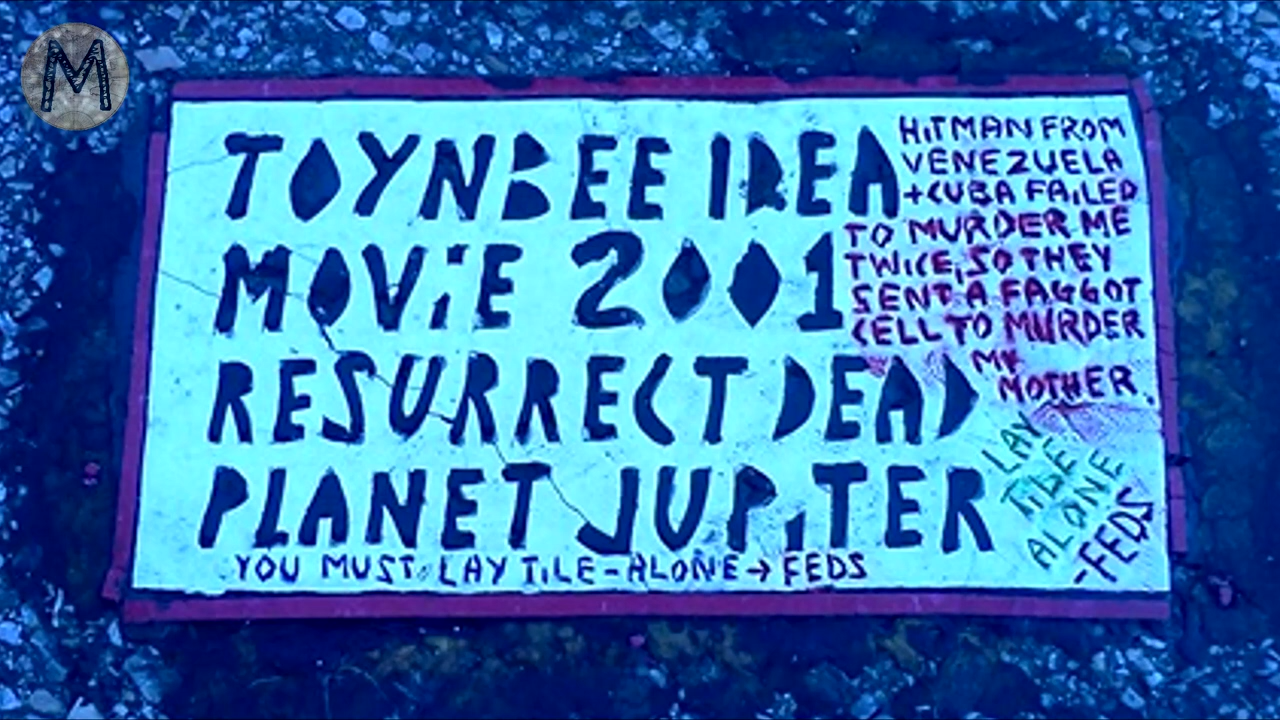 M
TOYNBEE IDEA
MOViE 2001
RESURRECT DEAD
PLANET JUPiTER
YOU MUST LAY TiLE-ALONE→FEDS
HiTMAN FROM
VENEZUELA
+CUBA FAiLED
TO MURDER ME
TWICE, SO THEY
SENT A FAGGOT
CELL TO MURDER
MY
MOTHER.
LAY
TiLE
ALONE
-FEDS